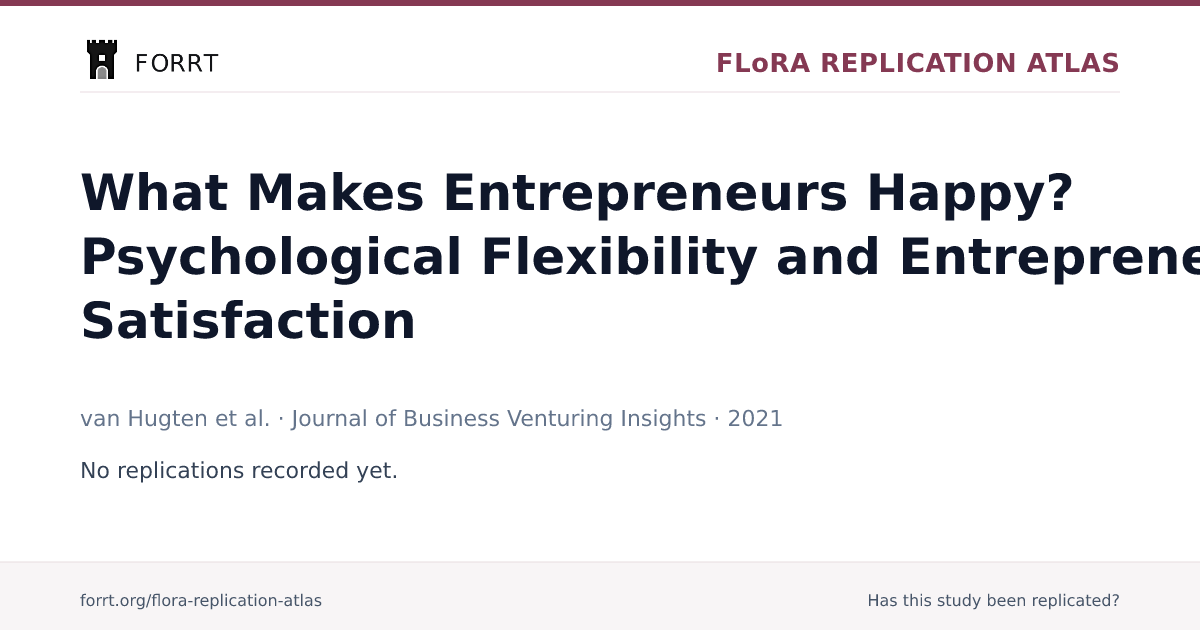 FORRT
FLoRA REPLICATION ATLAS
What Makes Entrepreneurs Happy?
Psychological Flexibility and Entreprene
Satisfaction
van Hugten et al. · Journal of Business Venturing Insights · 2021
No replications recorded yet.
forrt.org/flora-replication-atlas
Has this study been replicated?